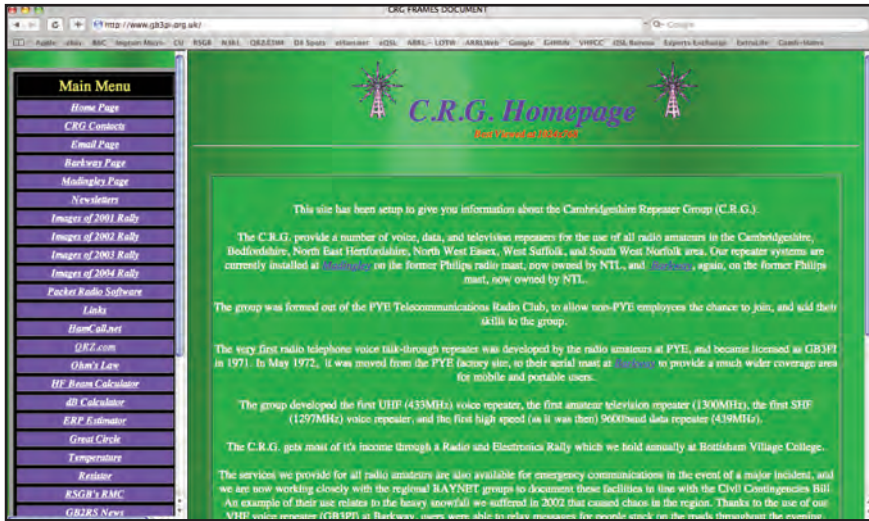 CRG FRAMES DOCUMENT
http://www.gb3pi.org.uk/
Google
Apple eBay BBC Ingram Micro CU RSGB
DX Spots eHam.net eQSL ARRL - LOTW ARRLWeb Google VHFCC QSL Bureau Experts Exchange
Main Menu
Home Page
CRG Contacts
Email Page
Barkway Page
Madingley Page
Newsletters
Images of 2001 Rally
Images of 2002 Rally
Images of 2003 Rally
Images of 2004 Rally
Packet Radio Software
Links
HamCall.net
QRZ.com
Ohm's Law
HF Beam Calculator
dB Calculator
ERP Estimator
Great Circle
Temperature
Resistor
RSGB's RMC
GB2RS News
C.R.G. Homepage
Best Viewed at 1024x768
This site has been setup to give you information about the Cambridgeshire Repeater Group (C.R.G.).
The C.R.G. provide a number of voice, data, and television repeaters for the use of all radio amateurs in the Cambridgeshire,
Bedfordshire, North East Hertfordshire, North West Essex, West Suffolk, and South West Norfolk area. Our repeater systems are
currently installed at Madingley on the former Philips radio mast, now owned by NTL, and Barkway, again, on the former Philips
mast, now owned by NTL.
The group was formed out of the PYE Telecommunications Radio Club, to allow non-PYE employees the chance to join, and add their
skills to the group.
The very first radio telephone voice talk-through repeater was developed by the radio amateurs at PYE, and became licensed as GB3PI
in 1971. In May 1972, it was moved from the PYE factory site, to their aerial mast at Barkway to provide a much wider coverage area
for mobile and portable users.
The group developed the first UHF (433MHz) voice repeater, the first amateur television repeater (1300MHz), the first SHF
(1297MHz) voice repeater, and the first high speed (as it was then) 9600baud data repeater (439MHz).
The C.R.G. gets most of it's income through a Radio and Electronics Rally which we hold annually at Bottisham Village College.
The services we provide for all radio amateurs are also available for emergency communications in the event of a major incident, and
we are now working closely with the regional RAYNET groups to document these facilities in line with the Civil Contingencies Bill.
An example of their use relates to the heavy snowfall we suffered in 2002 that caused chaos in the region. Thanks to the use of our
VHF voice repeater (GB3PI) at Barkway, users were able to relay messages for people stuck on the roads throughout the